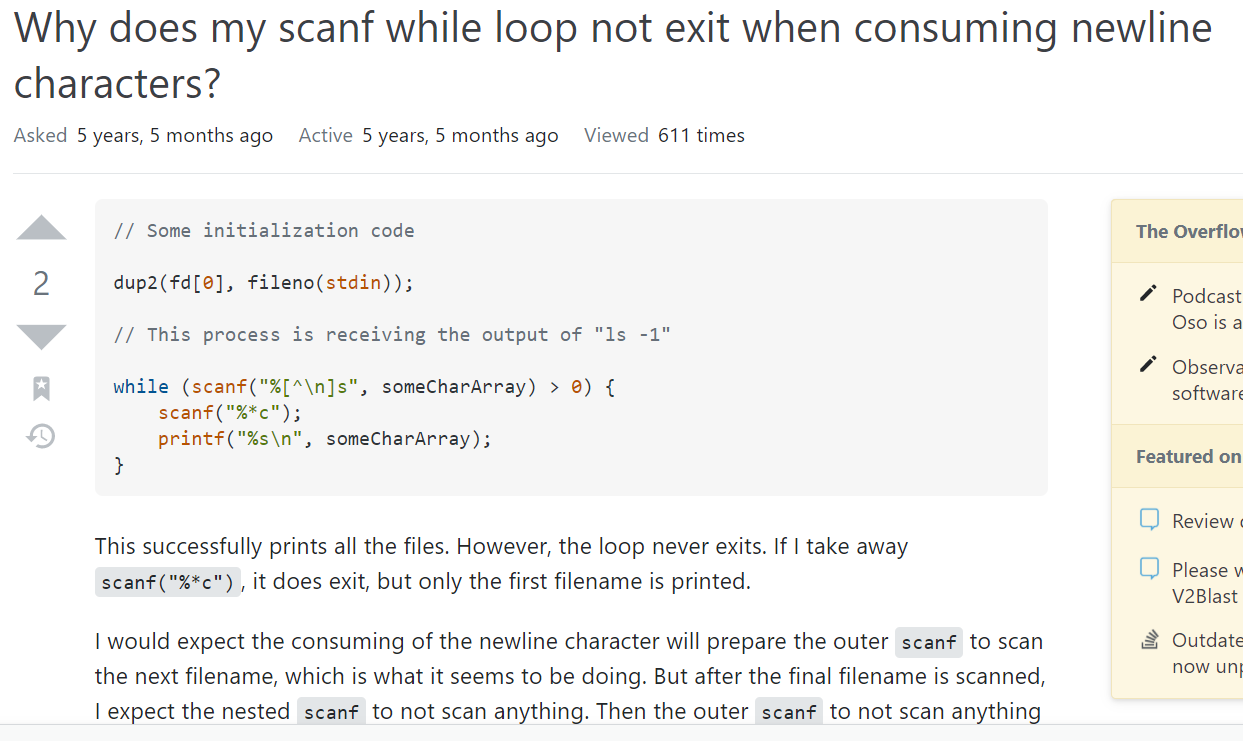 Why does my scanf while loop not exit when consuming newline
characters?
Asked 5 years, 5 months ago Active 5 years, 5 months ago Viewed 611 times
2
// Some initialization code
dup2(fd[0], fileno(stdin));
// This process is receiving the output of "ls -1"
while (scanf("%[^\n]s", someCharArray) > 0) {
scanf("%*c");
printf("%s\n", someCharArray);
}
This successfully prints all the files. However, the loop never exits. If I take away
scanf("%*c"), it does exit, but only the first filename is printed.
I would expect the consuming of the newline character will prepare the outer scanf to scan
the next filename, which is what it seems to be doing. But after the final filename is scanned,
I expect the nested scanf to not scan anything. Then the outer scanf to not scan anything
The Overflow
Podcast
Oso is a
Observa
software
Featured on
Review
Please w
V2Blast
Outdate
now unp